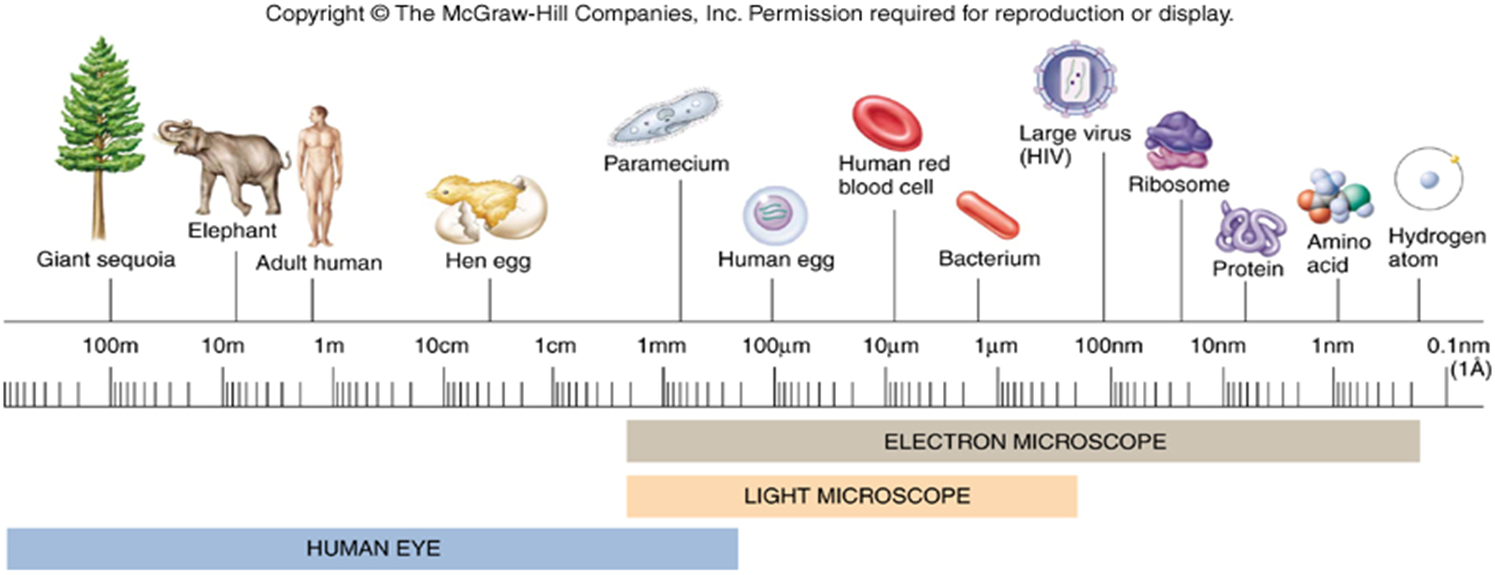 Copyright © The McGraw-Hill Companies, Inc. Permission required for reproduction or display.
Giant sequoia
Elephant
Adult human
Hen egg
Paramecium
Human egg
Human red
blood cell
Bacterium
Large virus
(HIV)
Ribosome
Protein
Amino
acid
Hydrogen
atom
100m 10m 1m 10cm 1cm 1mm 100μm 10μm 1μm 100nm 10nm 1nm 0.1nm
(1Å)
ELECTRON MICROSCOPE
LIGHT MICROSCOPE
HUMAN EYE